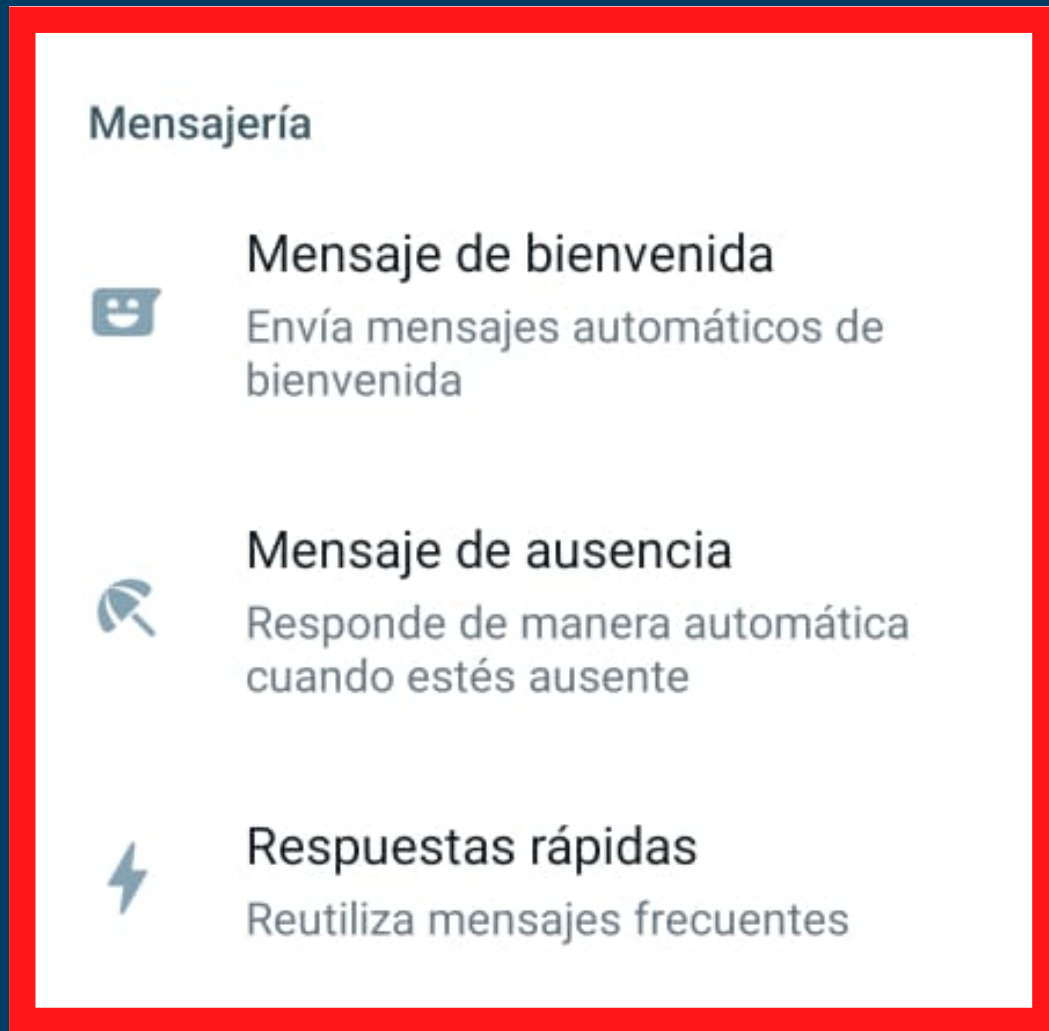 Mensajería
Mensaje de bienvenida
Envía mensajes automáticos de
bienvenida
Mensaje de ausencia
Responde de manera automática
cuando estés ausente
Respuestas rápidas
Reutiliza mensajes frecuentes